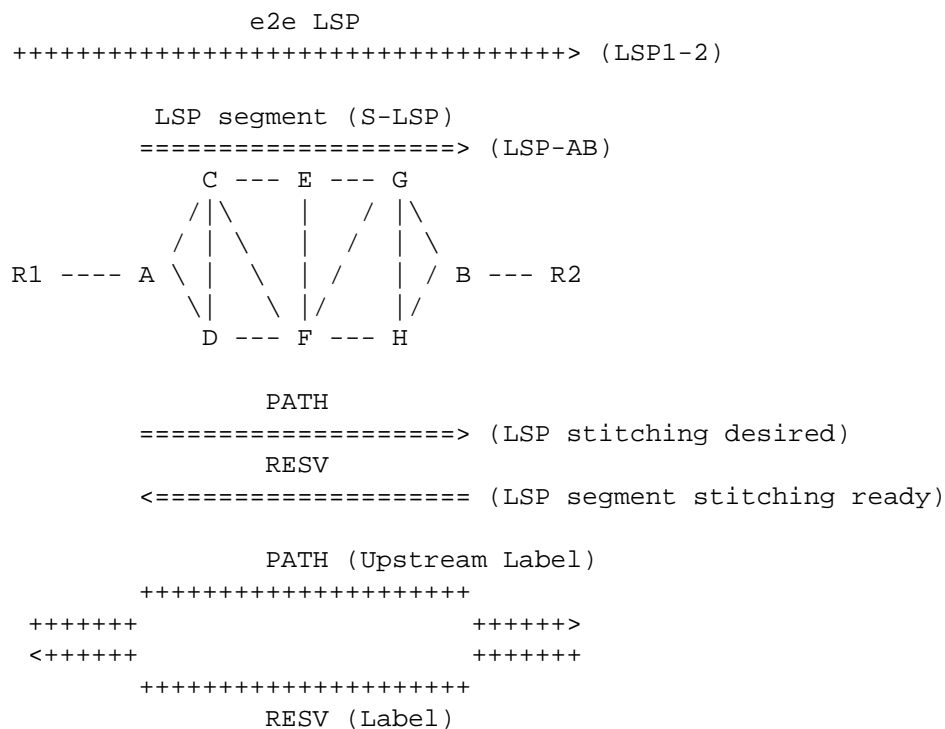 e2e LSP
+++++++++++++++++++++++++++++++++++> (LSP1-2)

         LSP segment (S-LSP)
        ====================> (LSP-AB)
            C --- E --- G
           /|\    |    / |\
          / | \   |   /  | \
R1 ---- A \ |  \  |  /   | / B --- R2
           \|   \ | /    |/
            D --- F --- H

                PATH
        ====================> (LSP stitching desired)
                RESV
        <==================== (LSP segment stitching ready)

                PATH (Upstream Label)
        +++++++++++++++++++++
 +++++++                     ++++++>
 <++++++                     +++++++
        +++++++++++++++++++++
                RESV (Label)